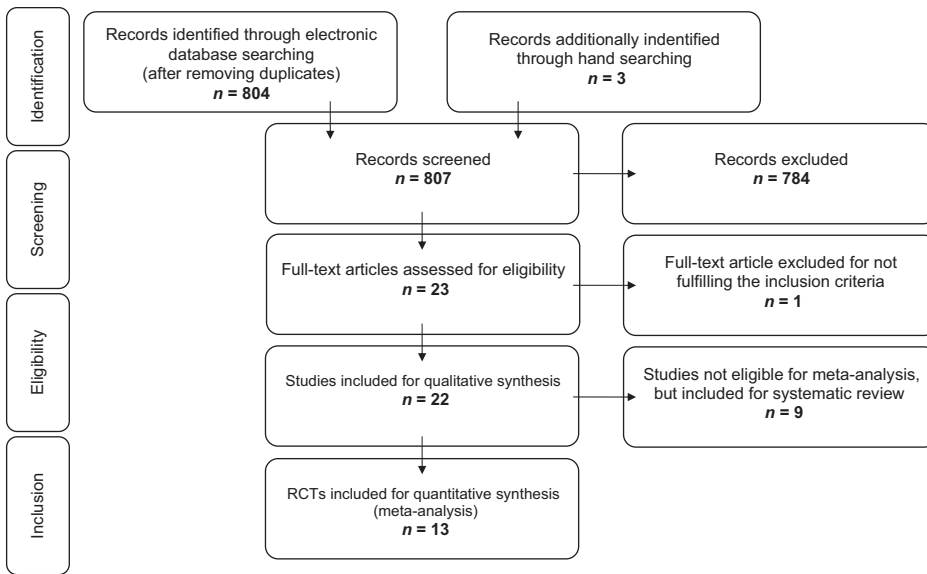 Identification
Records identified through electronic
database searching
(after removing duplicates)
n = 804
Records additionally indentified
through hand searching
n = 3
Screening
Records screened
n = 807
Records excluded
n = 784
Full-text articles assessed for eligibility
n = 23
Full-text article excluded for not
fulfilling the inclusion criteria
n = 1
Eligibility
Studies included for qualitative synthesis
n = 22
Studies not eligible for meta-analysis,
but included for systematic review
n = 9
Inclusion
RCTs included for quantitative synthesis
(meta-analysis)
n = 13